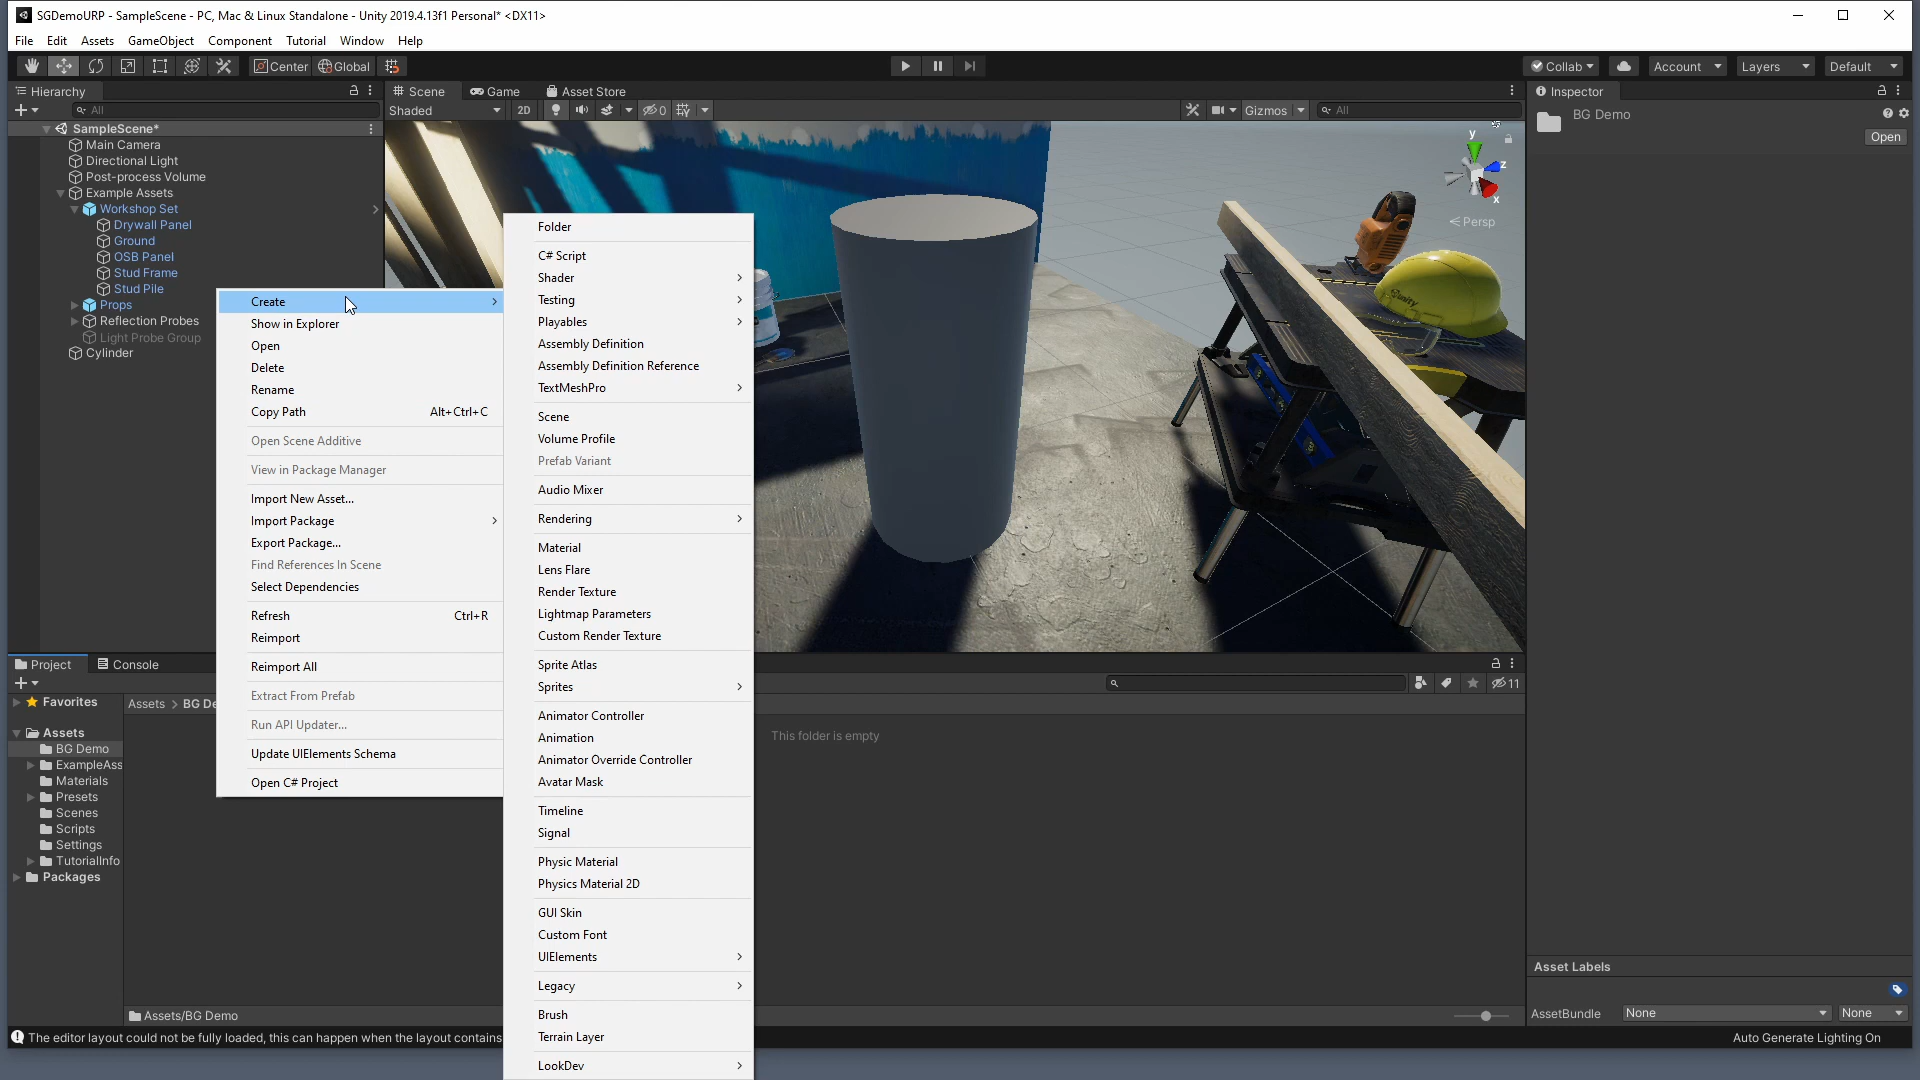 SGDemoURP - SampleScene - PC, Mac & Linux Standalone - Unity 2019.4.13f1 Personal* <DX11>
File Edit Assets GameObject Component Tutorial Window Help
Center Global
Collab Account Layers Default
Hierarchy
All
SampleScene*
Main Camera
Directional Light
Post-process Volume
Example Assets
Workshop Set
Drywall Panel
Ground
OSB Panel
Stud Frame
Stud Pile
Props
Reflection Probes
Light Probe Group
Cylinder
Scene Game Asset Store
Shaded 2D 0 Gizmos All
y
z
x
Persp
unity
Create
Show in Explorer
Open
Delete
Rename
Copy Path Alt+Ctrl+C
Open Scene Additive
View in Package Manager
Import New Asset...
Import Package
Export Package...
Find References In Scene
Select Dependencies
Refresh Ctrl+R
Reimport
Reimport All
Extract From Prefab
Run API Updater...
Update UIElements Schema
Open C# Project
Folder
C# Script
Shader
Testing
Playables
Assembly Definition
Assembly Definition Reference
TextMeshPro
Scene
Volume Profile
Prefab Variant
Audio Mixer
Rendering
Material
Lens Flare
Render Texture
Lightmap Parameters
Custom Render Texture
Sprite Atlas
Sprites
Animator Controller
Animation
Animator Override Controller
Avatar Mask
Timeline
Signal
Physic Material
Physics Material 2D
GUI Skin
Custom Font
UIElements
Legacy
Brush
Terrain Layer
LookDev
Inspector
BG Demo
Open
Project Console
11
Favorites
Assets
BG Demo
ExampleAss
Materials
Presets
Scenes
Scripts
Settings
TutorialInfo
Packages
Assets > BG De
This folder is empty
Assets/BG Demo
Asset Labels
AssetBundle None None
The editor layout could not be fully loaded, this can happen when the layout contains
Auto Generate Lighting On